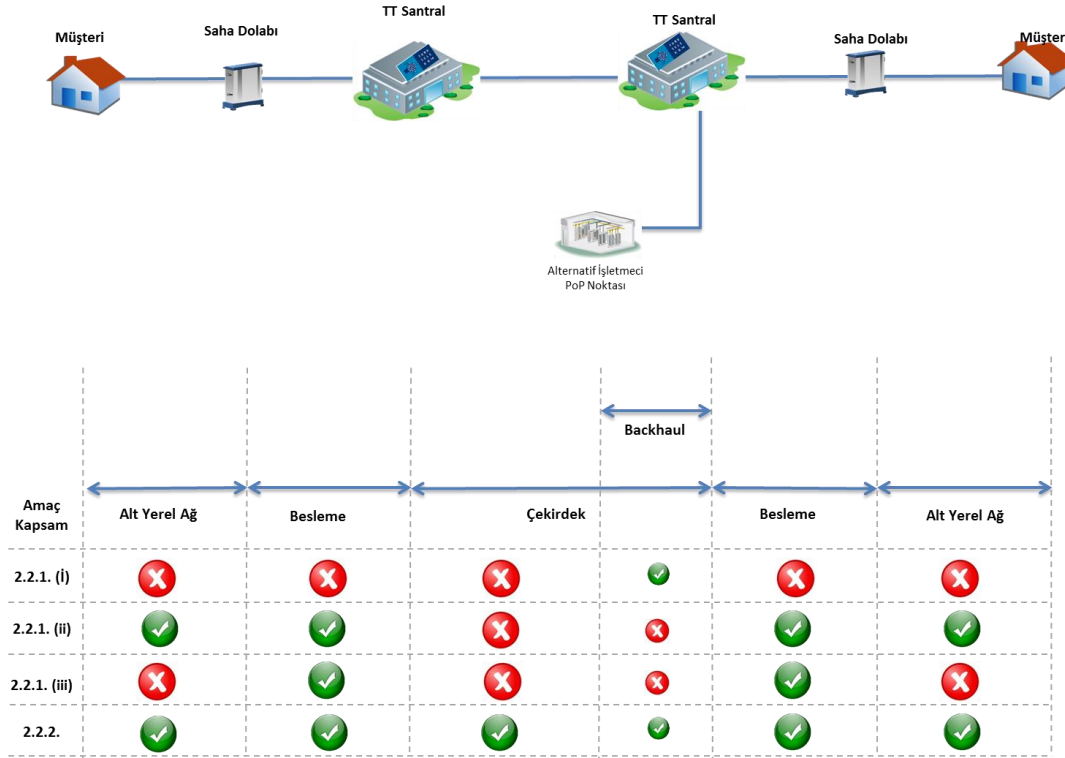 TT Santral
TT Santral
Müşteri
Saha Dolabı
Saha Dolabı
Müşter
Alternatif İşletmeci
PoP Noktası
Backhaul
Amaç
Kapsam
Alt Yerel Ağ
Besleme
Çekirdek
Besleme
Alt Yerel Ağ
2.2.1. (İ)
2.2.1. (ii)
2.2.1. (iii)
2.2.2.